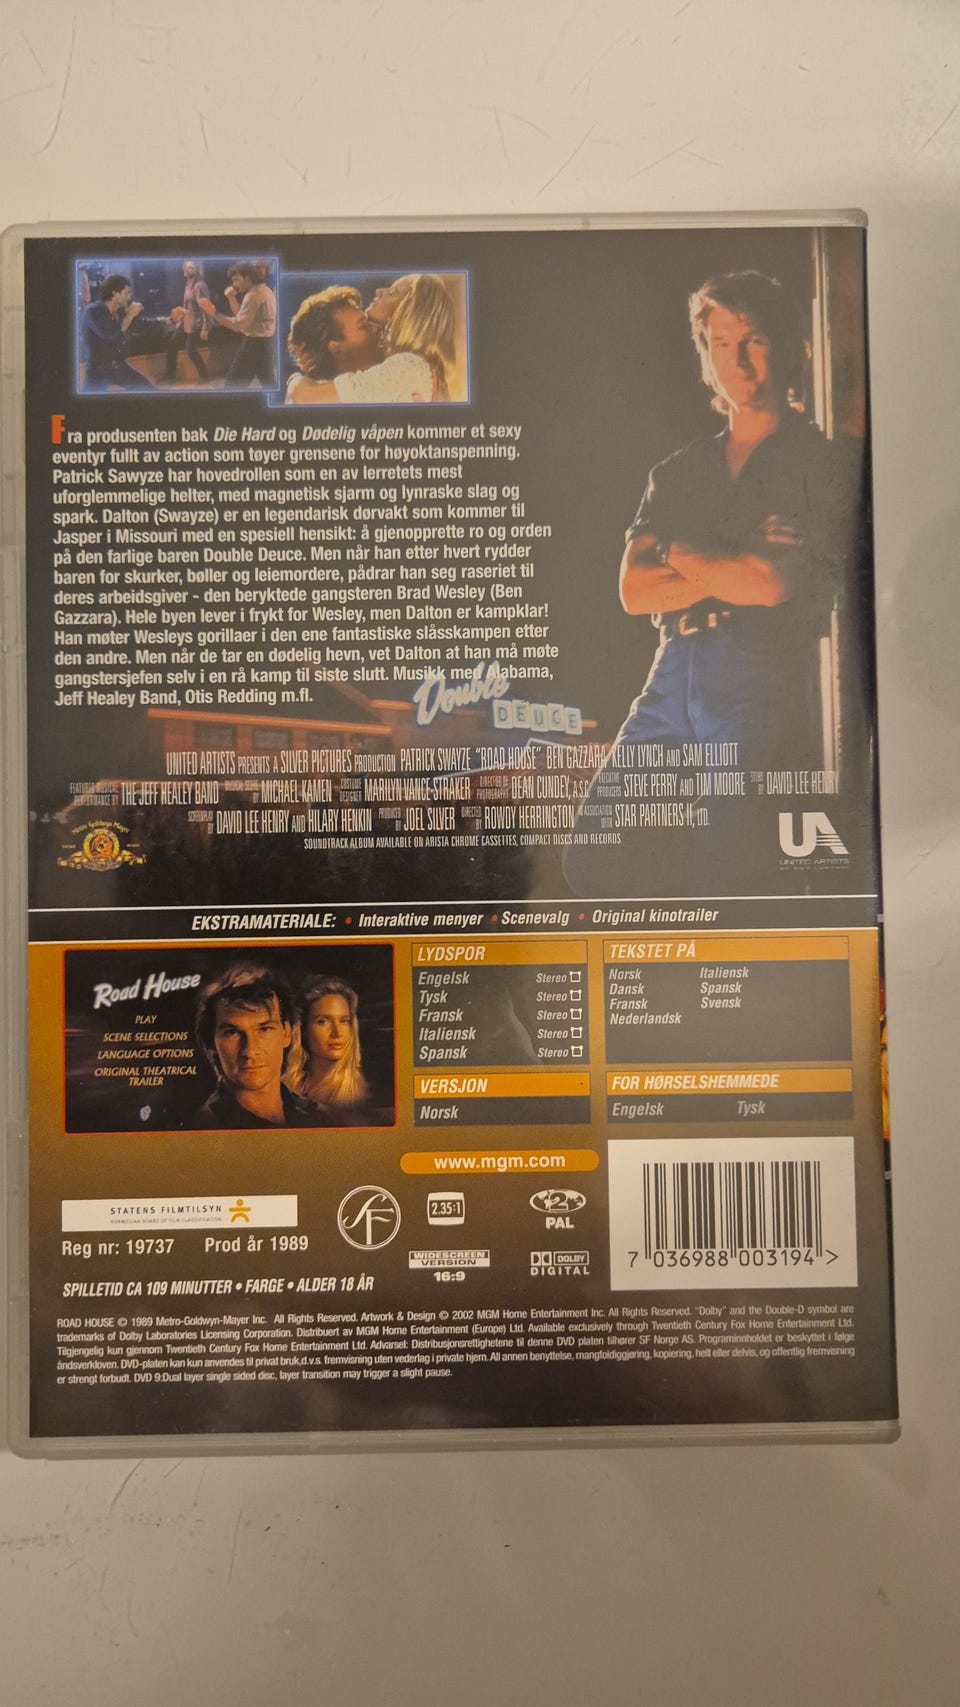 Fra produsenten bak Die Hard og Dødelig våpen kommer et sexy
eventyr fullt av action som tøyer grensene for høyoktanspenning.
Patrick Sawyze har hovedrollen som en av lerretets mest
uforglemmelige helter, med magnetisk sjarm og lynraske slag og
spark. Dalton (Swayze) er en legendarisk dørvakt som kommer til
Jasper i Missouri med en spesiell hensikt: å gjenopprette ro og orden
på den farlige baren Double Deuce. Men når han etter hvert rydder
baren for skurker, bøller og leiemordere, pådrar han seg raseriet til
deres arbeidsgiver - den beryktede gangsteren Brad Wesley (Ben
Gazzara). Hele byen lever i frykt for Wesley, men Dalton er kampklar!
Han møter Wesleys gorillaer i den ene fantastiske slåsskampen etter
den andre. Men når de tar en dødelig hevn, vet Dalton at han må møte
gangstersjefen selv i en rå kamp til siste slutt. Musikk med Alabama,
Jeff Healey Band, Otis Redding m.fl.
Double
DEUCE
UNITED ARTISTS PRESENTS A SILVER PICTURES PRODUCTION PATRICK SWAYZE "ROAD HOUSE" BEN GAZZARA KELLY LYNCH AND SAM ELLIOTT
FEATURED MUSICAL PERFORMANCE BY THE JEFF HEALEY BAND MUSICAL SCORE BY MICHAEL KAMEN COSTUME DESIGNER MARILYN VANCE-STRAKER DIRECTOR OF PHOTOGRAPHY DEAN CUNDEY, A.S.C. EXECUTIVE PRODUCERS STEVE PERRY AND TIM MOORE STORY BY DAVID LEE HENRY
SCREENPLAY BY DAVID LEE HENRY AND HILARY HENKIN PRODUCED BY JOEL SILVER DIRECTED BY ROWDY HERRINGTON IN ASSOCIATION WITH STAR PARTNERS II, LTD.
SOUNDTRACK ALBUM AVAILABLE ON ARISTA CHROME CASSETTES, COMPACT DISCS AND RECORDS
Metro Goldwyn Mayer
UA
UNITED ARTISTS
EKSTRAMATERIALE: • Interaktive menyer • Scenevalg • Original kinotrailer
Road House
PLAY
SCENE SELECTIONS
LANGUAGE OPTIONS
ORIGINAL THEATRICAL
TRAILER
LYDSPOR
Engelsk Stereo
Tysk Stereo
Fransk Stereo
Italiensk Stereo
Spansk Stereo
VERSJON
Norsk
TEKSTET PÅ
Norsk Italiensk
Dansk Spansk
Fransk Svensk
Nederlandsk
FOR HØRSELSHEMMEDE
Engelsk Tysk
www.mgm.com
STATENS FILMTILSYN
NORWEGIAN BOARD OF FILM CLASSIFICATION
Reg nr: 19737 Prod år 1989
SPILLETID CA 109 MINUTTER • FARGE • ALDER 18 ÅR
SF
2.35:1
WIDESCREEN
VERSION
16:9
2
PAL
DOLBY
DIGITAL
7 036988 003194 >
ROAD HOUSE © 1989 Metro-Goldwyn-Mayer Inc. All Rights Reserved. Artwork & Design © 2002 MGM Home Entertainment Inc. All Rights Reserved. "Dolby" and the Double-D symbol are
trademarks of Dolby Laboratories Licensing Corporation. Distribuert av MGM Home Entertainment (Europe) Ltd. Available exclusively through Twentieth Century Fox Home Entertainment Ltd.
Tilgjengelig kun gjennom Twentieth Century Fox Home Entertainment Ltd. Advarsel: Distribusjonsrettighetene til denne DVD platen tilhører SF Norge AS. Programinnholdet er beskyttet i følge
åndsverkloven. DVD-platen kan kun anvendes til privat bruk,d.v.s. fremvisning uten vederlag i private hjem. All annen benyttelse, mangfoldiggjøring, kopiering, helt eller delvis, og offentlig fremvisning
er strengt forbudt. DVD 9:Dual layer single sided disc, layer transition may trigger a slight pause.